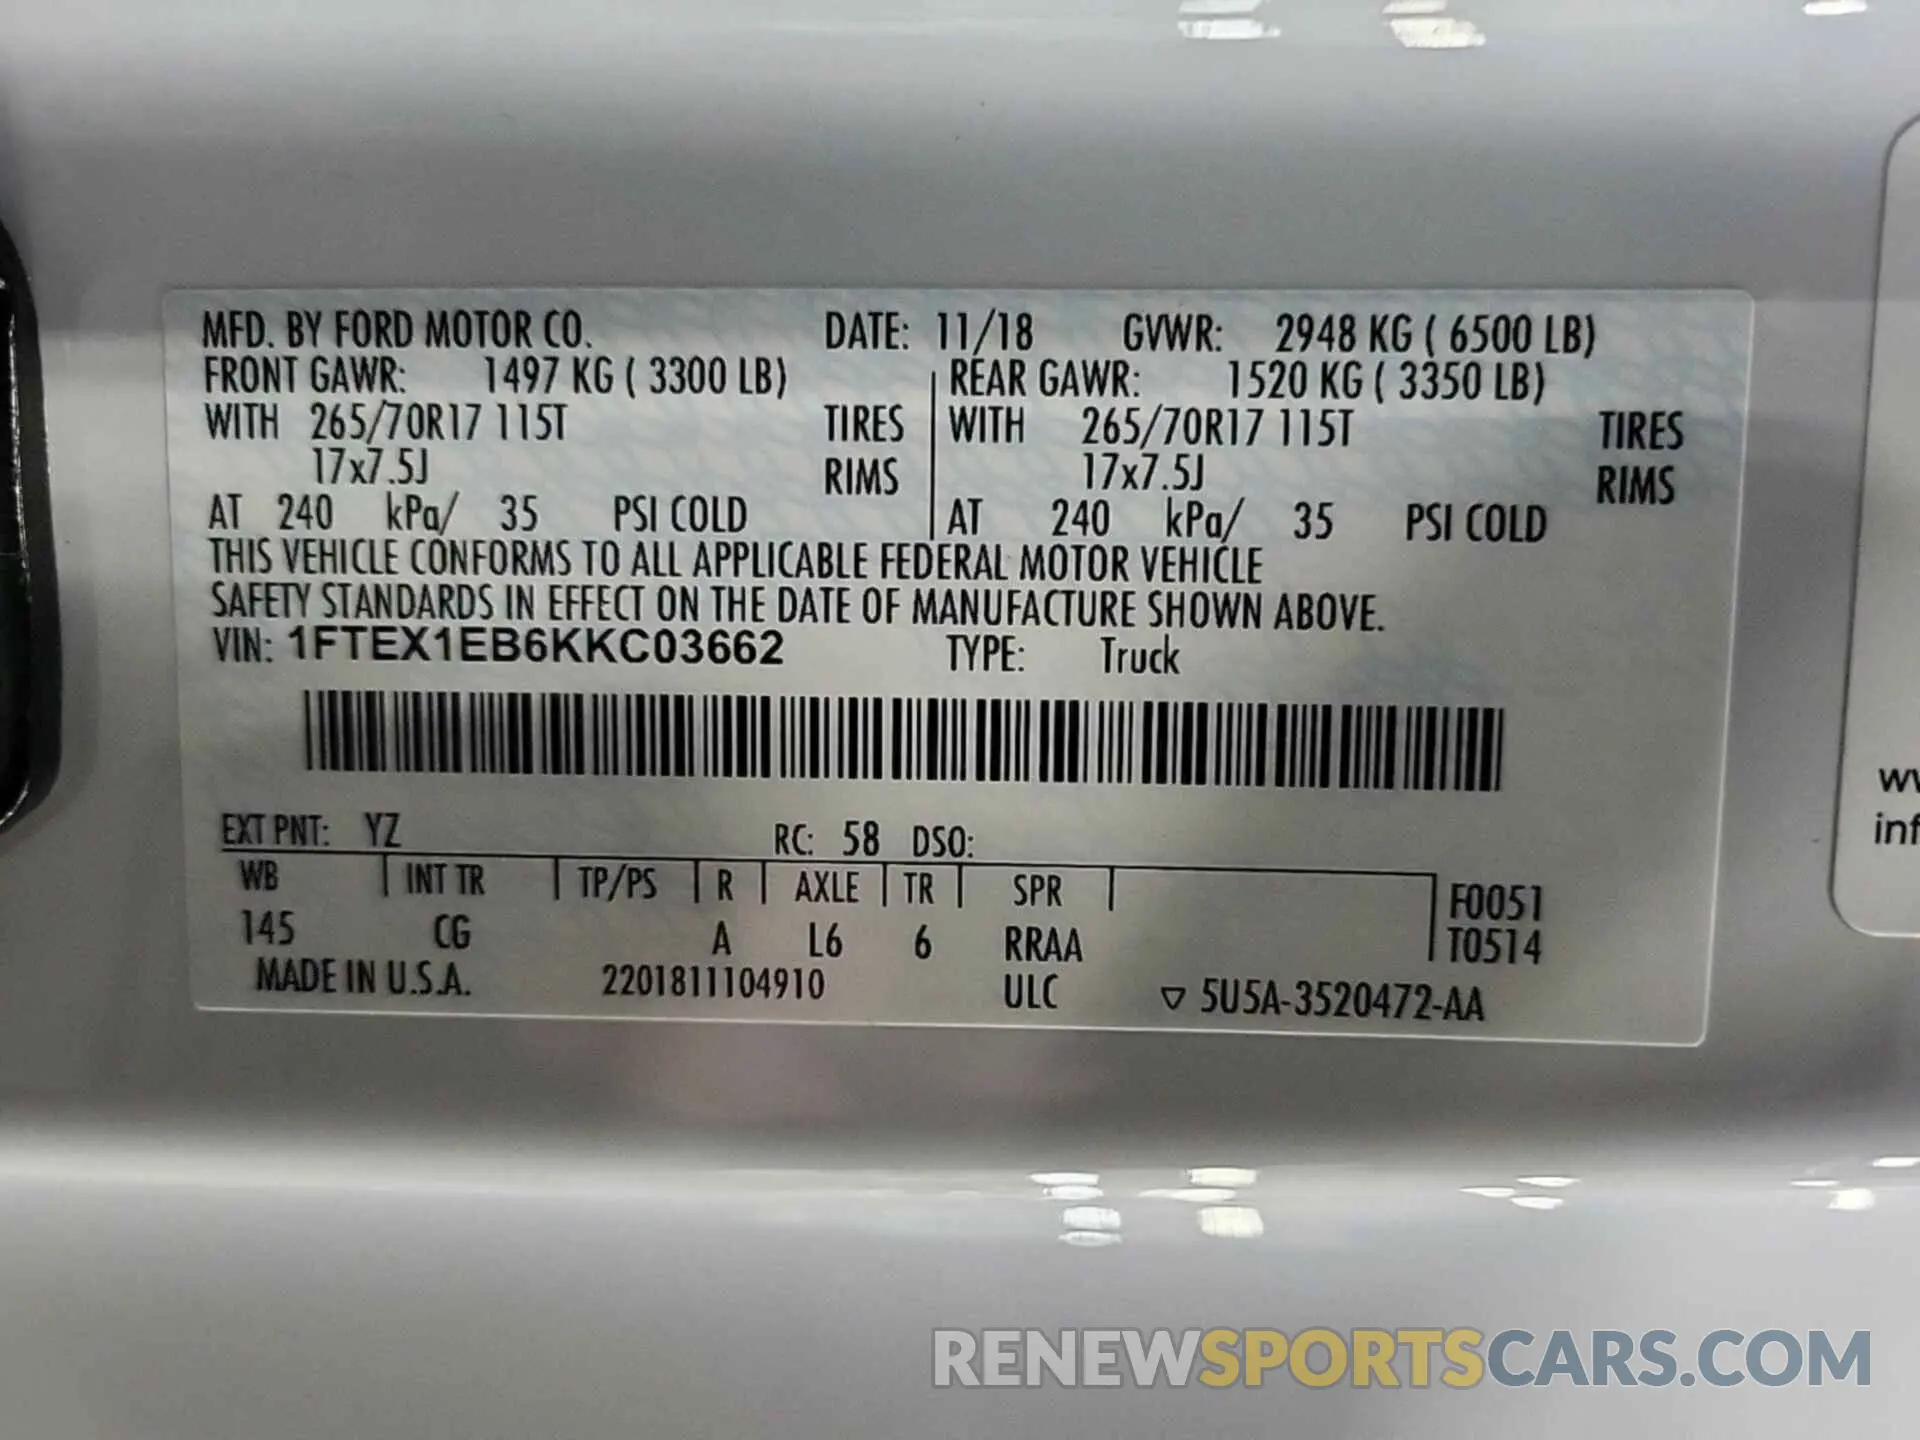 MFD. BY FORD MOTOR CO. DATE: 11/18 GVWR: 2948 KG ( 6500 LB)
FRONT GAWR: 1497 KG ( 3300 LB) REAR GAWR: 1520 KG ( 3350 LB)
WITH 265/70R17 115T TIRES WITH 265/70R17 115T TIRES
17x7.5J RIMS 17x7.5J RIMS
AT 240 kPa/ 35 PSI COLD AT 240 kPa/ 35 PSI COLD
THIS VEHICLE CONFORMS TO ALL APPLICABLE FEDERAL MOTOR VEHICLE
SAFETY STANDARDS IN EFFECT ON THE DATE OF MANUFACTURE SHOWN ABOVE.
VIN: 1FTEX1EB6KKC03662 TYPE: Truck
EXT PNT: YZ RC: 58 DSO:
WB INT TR TP/PS R AXLE TR SPR F0051
145 CG A L6 6 RRAA T0514
MADE IN U.S.A. 2201811104910 ULC ▽ 5U5A-3520472-AA
inf
RENEWSPORTSCARS.COM